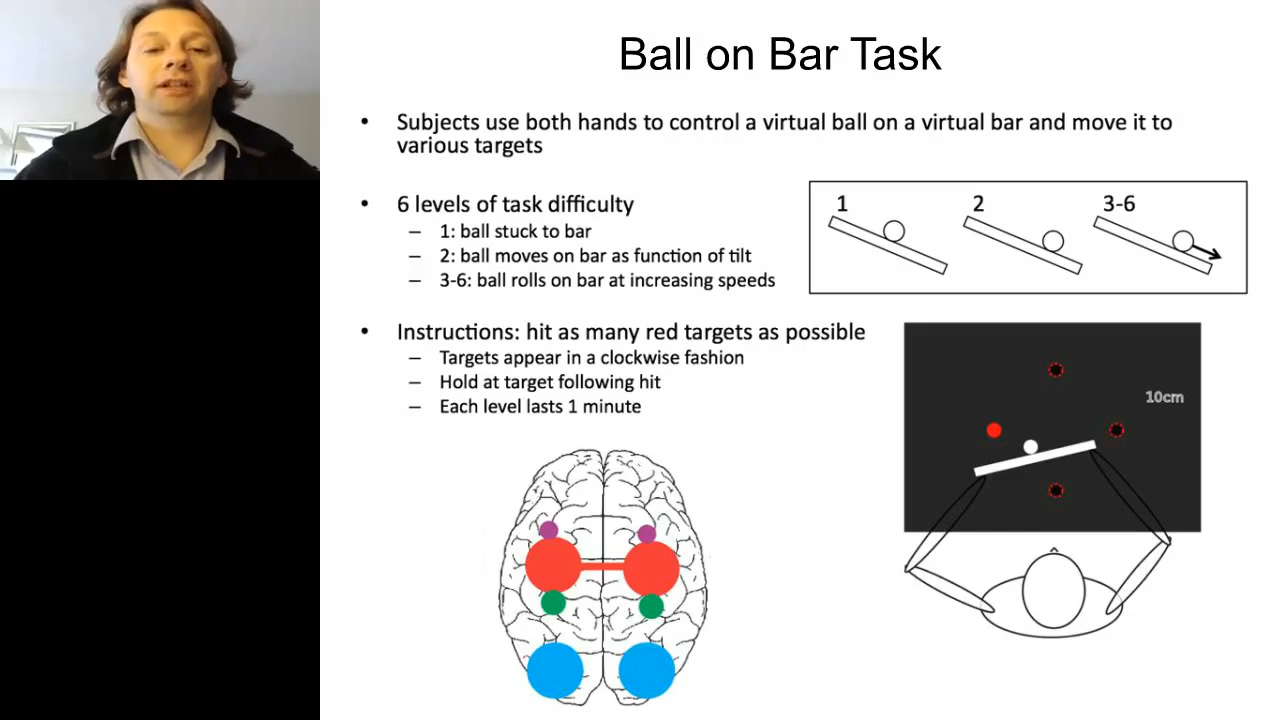 Ball on Bar Task
• Subjects use both hands to control a virtual ball on a virtual bar and move it to
various targets
• 6 levels of task difficulty
– 1: ball stuck to bar
– 2: ball moves on bar as function of tilt
– 3-6: ball rolls on bar at increasing speeds
1 2 3-6
• Instructions: hit as many red targets as possible
– Targets appear in a clockwise fashion
– Hold at target following hit
– Each level lasts 1 minute
10cm